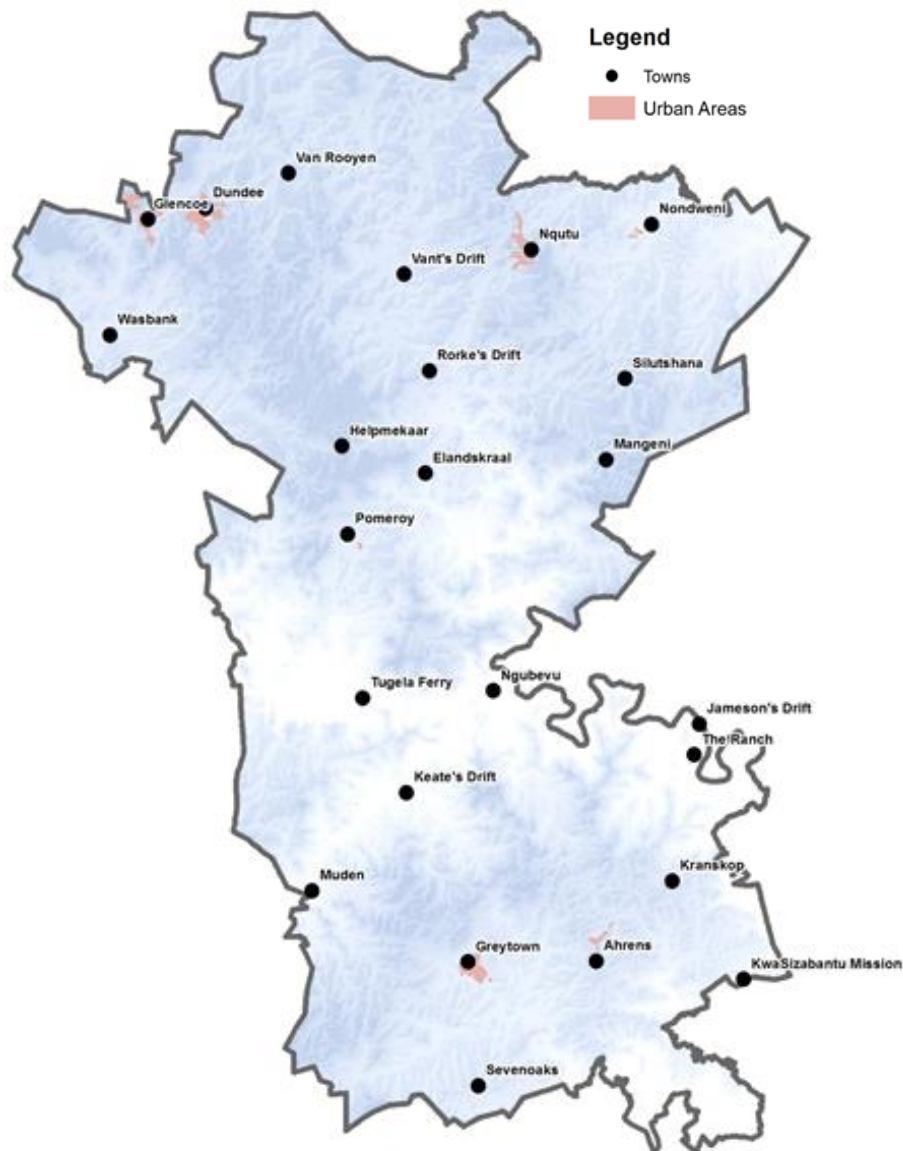 Legend
Towns
Urban Areas
Van Rooyen
Dundee
Glencoe
Nondweni
Nqutu
Vant's Drift
Wasbank
Rorke's Drift
Silutshana
Helpmekaar
Mangeni
Elandskraal
Pomeroy
Ngubevu
Tugela Ferry
Jameson's Drift
The Ranch
Keate's Drift
Kranskop
Muden
Greytown
Ahrens
KwaSizabantu Mission
Sevenoaks